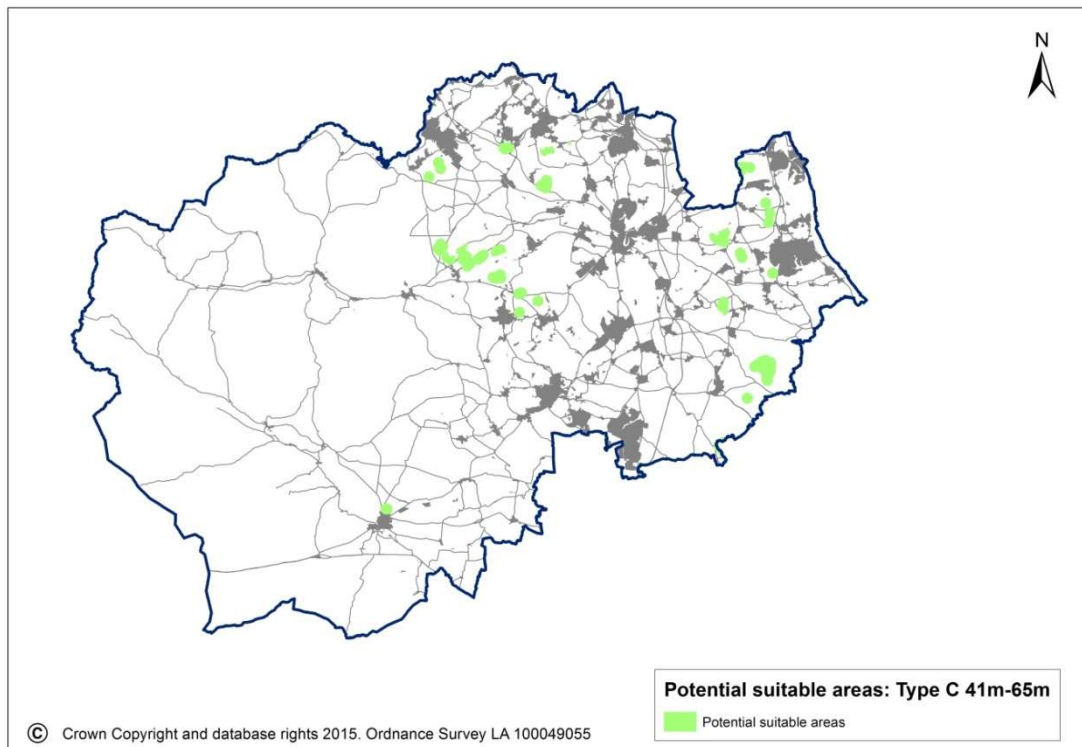 N
Potential suitable areas: Type C 41m-65m
Potential suitable areas
© Crown Copyright and database rights 2015. Ordnance Survey LA 100049055